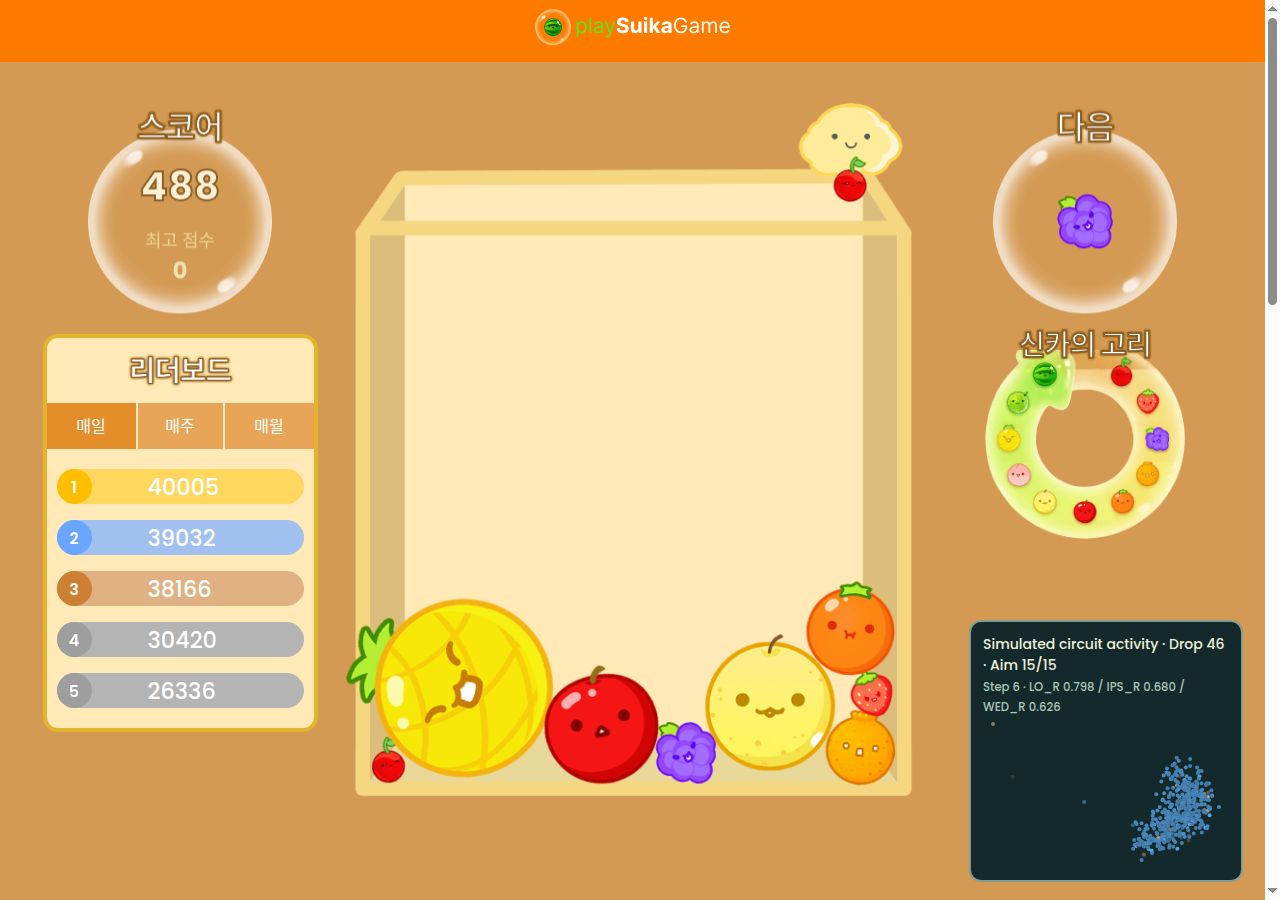 playSuikaGame
스코어
488
최고 점수
0
다음
신카의 고리
리더보드
매일 매주 매월
1 40005
2 39032
3 38166
4 30420
5 26336
Simulated circuit activity · Drop 46
· Aim 15/15
Step 6 · LO_R 0.798 / IPS_R 0.680 /
WED_R 0.626